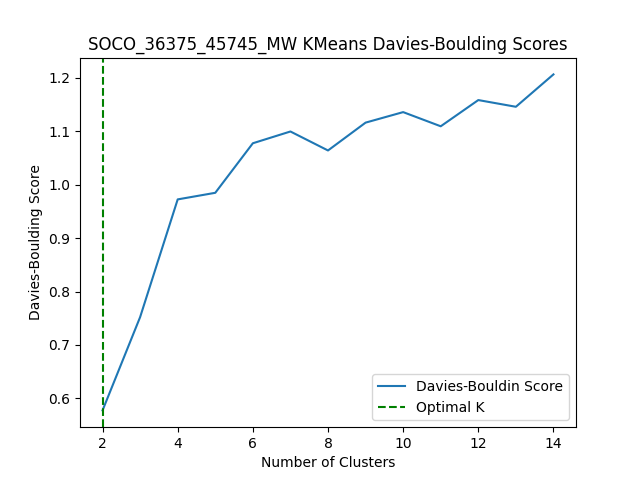 SOCO_36375_45745_MW KMeans Davies-Boulding Scores
1.2
1.1
1.0
0.9
0.8
0.7
0.6
Davies-Boulding Score
Davies-Bouldin Score
Optimal K
2
4
6
8
10
12
14
Number of Clusters